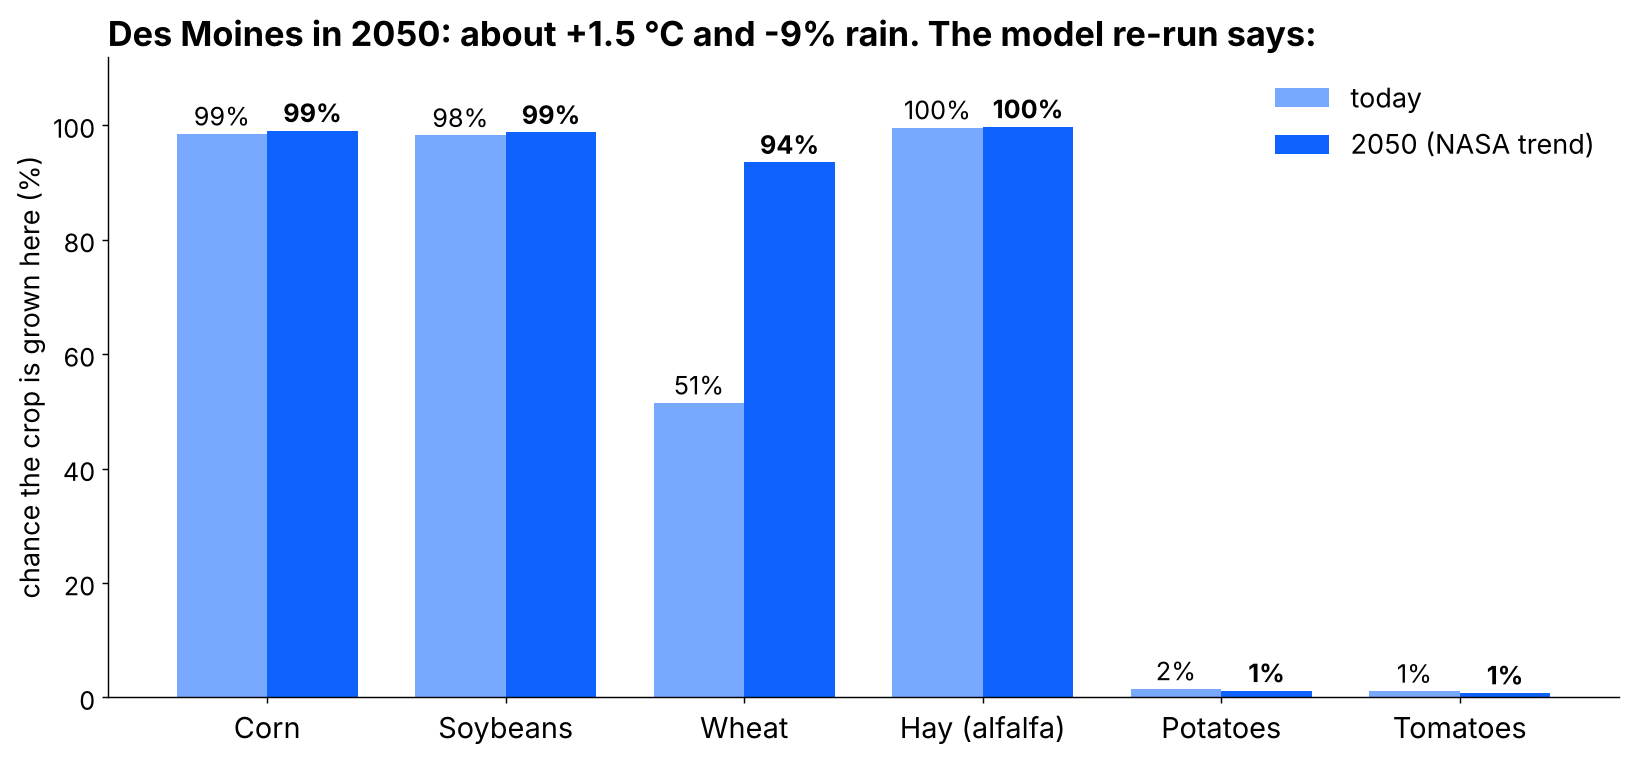 Des Moines in 2050: about +1.5 °C and -9% rain. The model re-run says:
today
2050 (NASA trend)
chance the crop is grown here (%)
100
80
60
40
20
0
99%
99%
98%
99%
51%
94%
100%
100%
2%
1%
1%
1%
Corn
Soybeans
Wheat
Hay (alfalfa)
Potatoes
Tomatoes